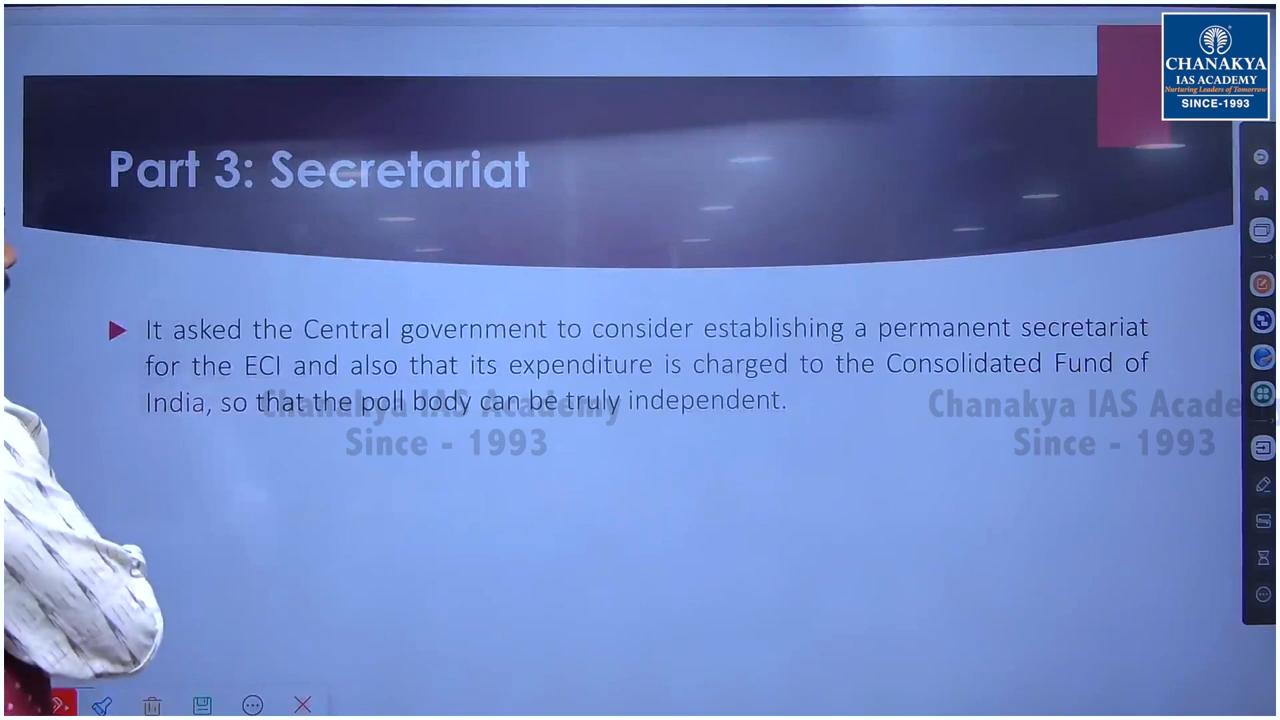 CHANAKYA
IAS ACADEMY
Nurturing Leaders of Tomorrow
SINCE-1993
Part 3: Secretariat
It asked the Central government to consider establishing a permanent secretariat
for the ECI and also that its expenditure is charged to the Consolidated Fund of
India, so that the poll body can be truly independent.
Chanakya IAS Academy
Since - 1993
Chanakya IAS Acade
Since - 1993